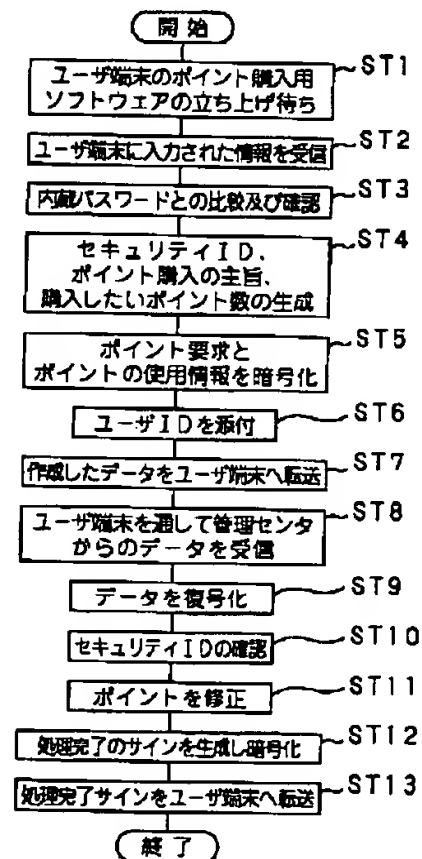 開始
ユーザ端末のポイント購入用
ソフトウェアの立ち上げ待ち
ST1
ユーザ端末に入力された情報を受信
ST2
内蔵パスワードとの比較及び確認
ST3
セキュリティID、
ポイント購入の主旨、
購入したいポイント数の生成
ST4
ポイント要求と
ポイントの使用情報を暗号化
ST5
ユーザIDを添付
ST6
作成したデータをユーザ端末へ転送
ST7
ユーザ端末を通して管理センタ
からのデータを受信
ST8
データを復号化
ST9
セキュリティIDの確認
ST10
ポイントを修正
ST11
処理完了のサインを生成し暗号化
ST12
処理完了サインをユーザ端末へ転送
ST13
終了